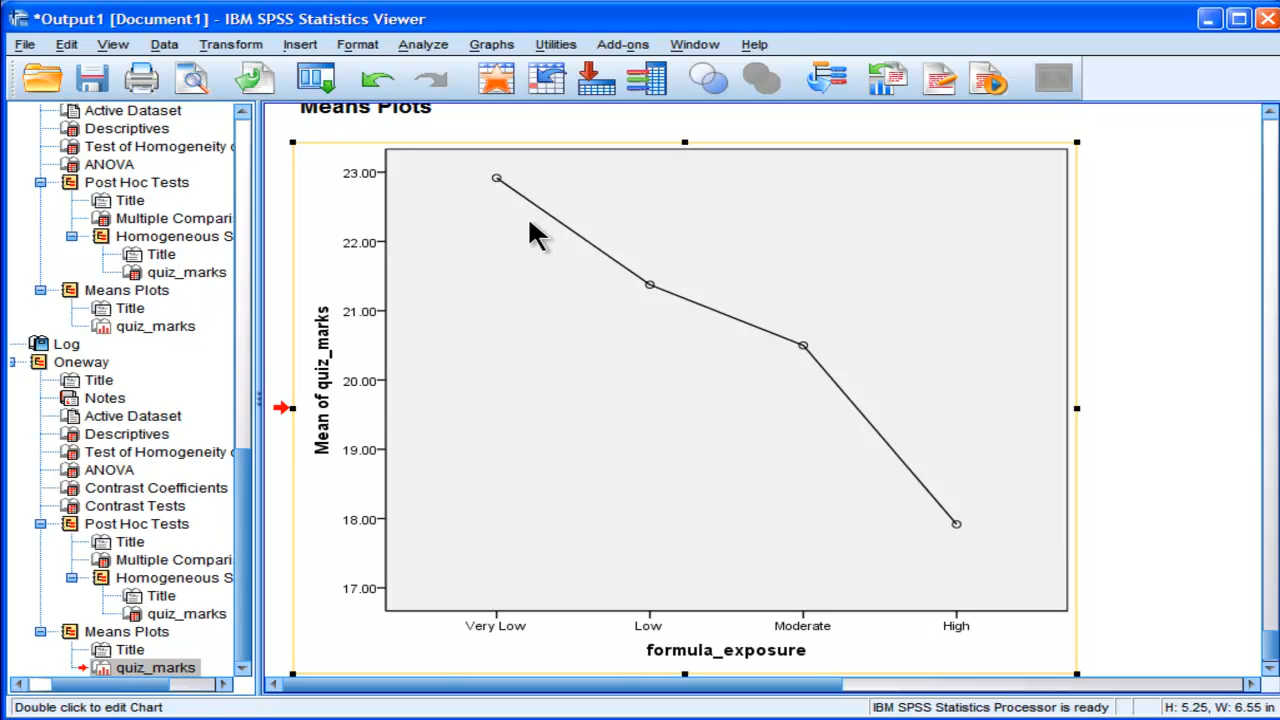 *Output1 [Document1] - IBM SPSS Statistics Viewer
File Edit View Data Transform Insert Format Analyze Graphs Utilities Add-ons Window Help
Active Dataset
Descriptives
Test of Homogeneity
ANOVA
Post Hoc Tests
Title
Multiple Compari
Homogeneous S
Title
quiz_marks
Means Plots
Title
quiz_marks
Log
Oneway
Title
Notes
Active Dataset
Descriptives
Test of Homogeneity
ANOVA
Contrast Coefficients
Contrast Tests
Post Hoc Tests
Title
Multiple Compari
Homogeneous S
Title
quiz_marks
Means Plots
Title
quiz_marks
Means Plots
23.00
22.00
21.00
20.00
19.00
18.00
17.00
Mean of quiz_marks
Very Low Low Moderate High
formula_exposure
Double click to edit Chart
IBM SPSS Statistics Processor is ready
H: 5.25, W: 6.55 in